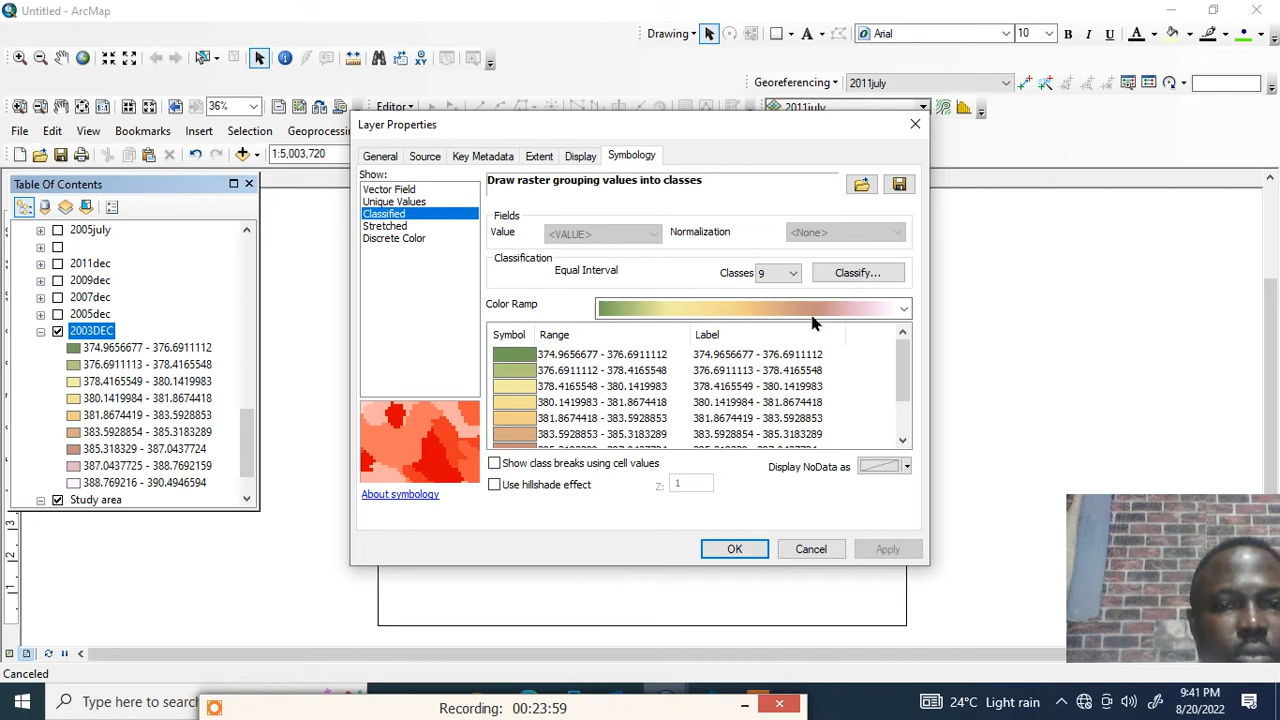 Untitled - ArcMap
Drawing
A
Arial
10
B I U A
Georeferencing
2011july
36%
Editor
2011july
File Edit View Bookmarks Insert Selection Geoprocessi
1:5,003,720
Layer Properties
General Source Key Metadata Extent Display Symbology
Table Of Contents
2005july
2011dec
2009dec
2007dec
2005dec
2003DEC
374.9656677 - 376.6911112
376.6911113 - 378.4165548
378.4165549 - 380.1419983
380.1419984 - 381.8674418
381.8674419 - 383.5928853
383.5928854 - 385.3183289
385.318329 - 387.0437724
387.0437725 - 388.7692159
388.769216 - 390.4946594
Study area
Show:
Vector Field
Unique Values
Classified
Stretched
Discrete Color
About symbology
Draw raster grouping values into classes
Fields
Value <VALUE> Normalization <None>
Classification
Equal Interval Classes 9 Classify...
Color Ramp
Symbol Range Label
374.9656677 - 376.6911112 374.9656677 - 376.6911112
376.6911113 - 378.4165548 376.6911113 - 378.4165548
378.4165549 - 380.1419983 378.4165549 - 380.1419983
380.1419984 - 381.8674418 380.1419984 - 381.8674418
381.8674419 - 383.5928853 381.8674419 - 383.5928853
383.5928854 - 385.3183289 383.5928854 - 385.3183289
Show class breaks using cell values Display NoData as
Use hillshade effect Z: 1
OK Cancel Apply
Canceled
Type here to searc
Recording: 00:23:59
24°C Light rain
9:41 PM
8/20/2022